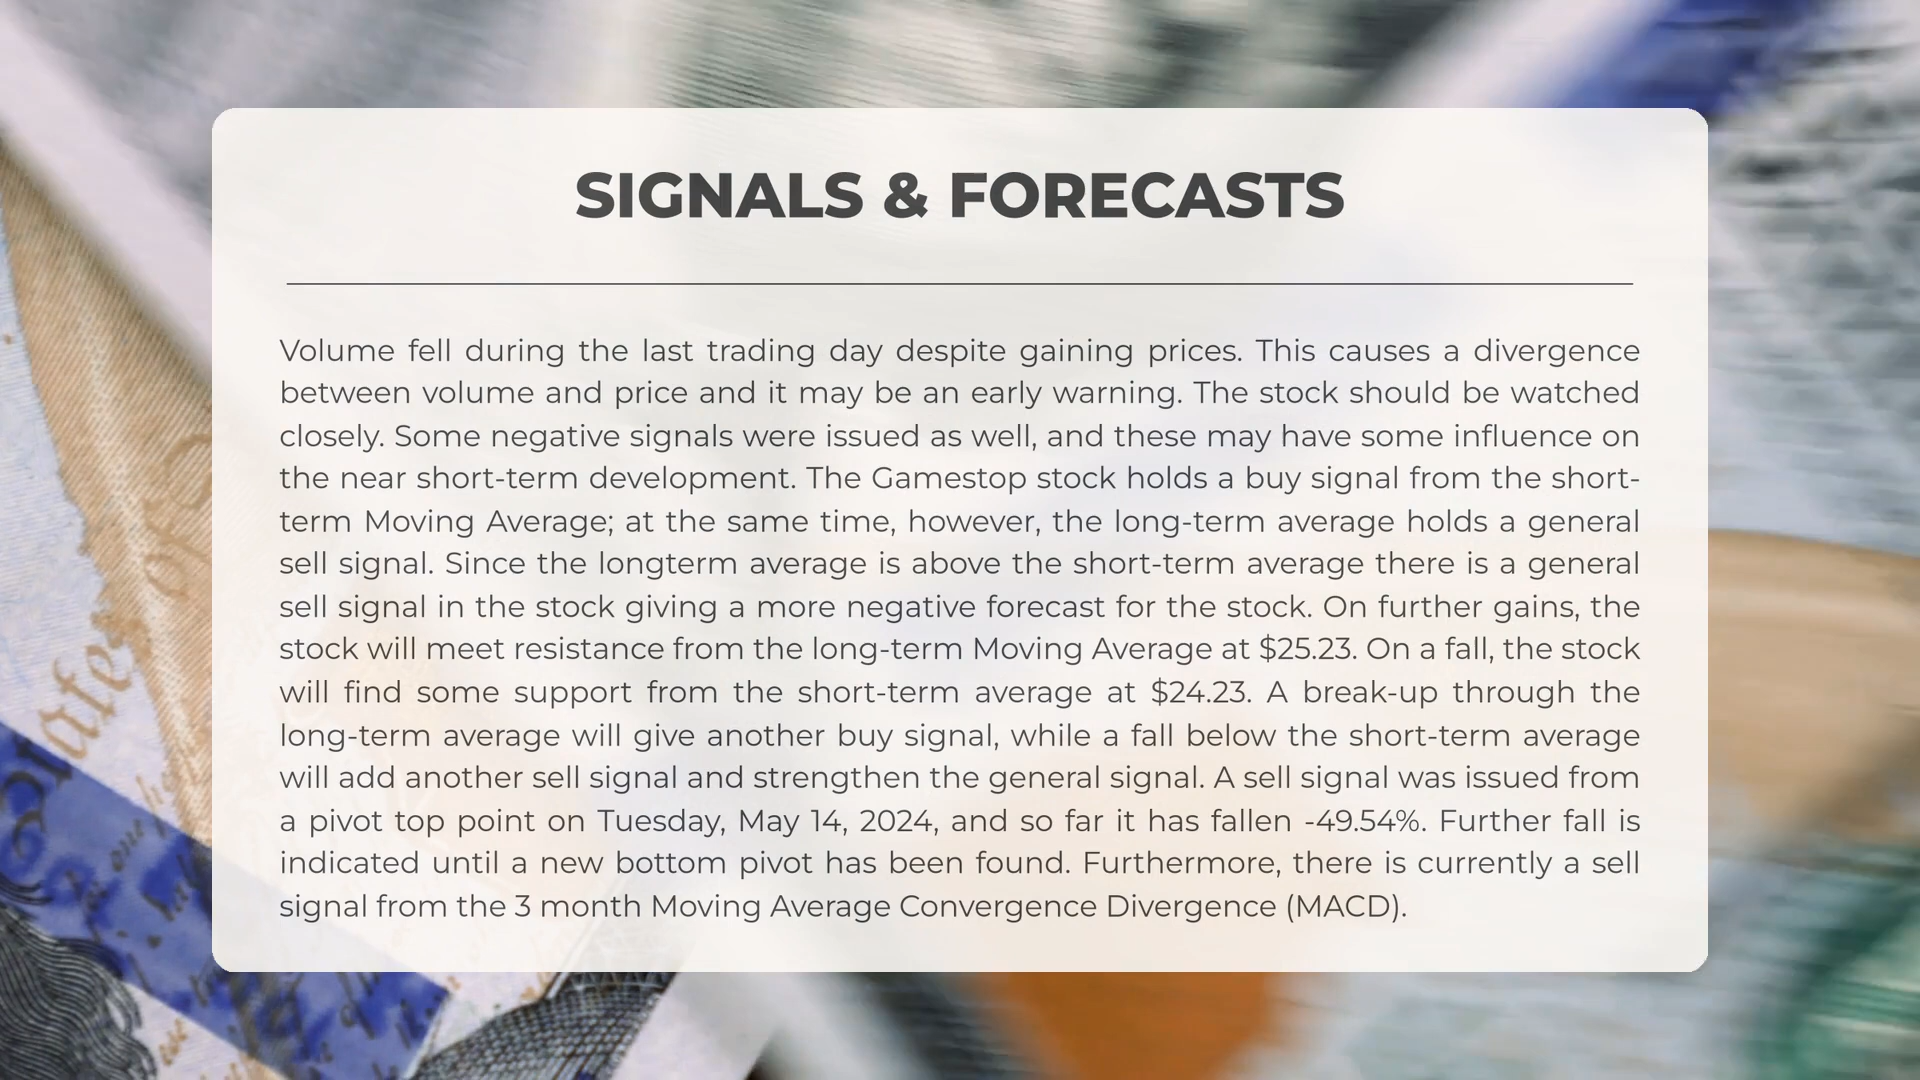 SIGNALS & FORECASTS
Volume fell during the last trading day despite gaining prices. This causes a divergence
between volume and price and it may be an early warning. The stock should be watched
closely. Some negative signals were issued as well, and these may have some influence on
the near short-term development. The Gamestop stock holds a buy signal from the short-
term Moving Average; at the same time, however, the long-term average holds a general
sell signal. Since the longterm average is above the short-term average there is a general
sell signal in the stock giving a more negative forecast for the stock. On further gains, the
stock will meet resistance from the long-term Moving Average at $25.23. On a fall, the stock
will find some support from the short-term average at $24.23. A break-up through the
long-term average will give another buy signal, while a fall below the short-term average
will add another sell signal and strengthen the general signal. A sell signal was issued from
a pivot top point on Tuesday, May 14, 2024, and so far it has fallen -49.54%. Further fall is
indicated until a new bottom pivot has been found. Furthermore, there is currently a sell
signal from the 3 month Moving Average Convergence Divergence (MACD).